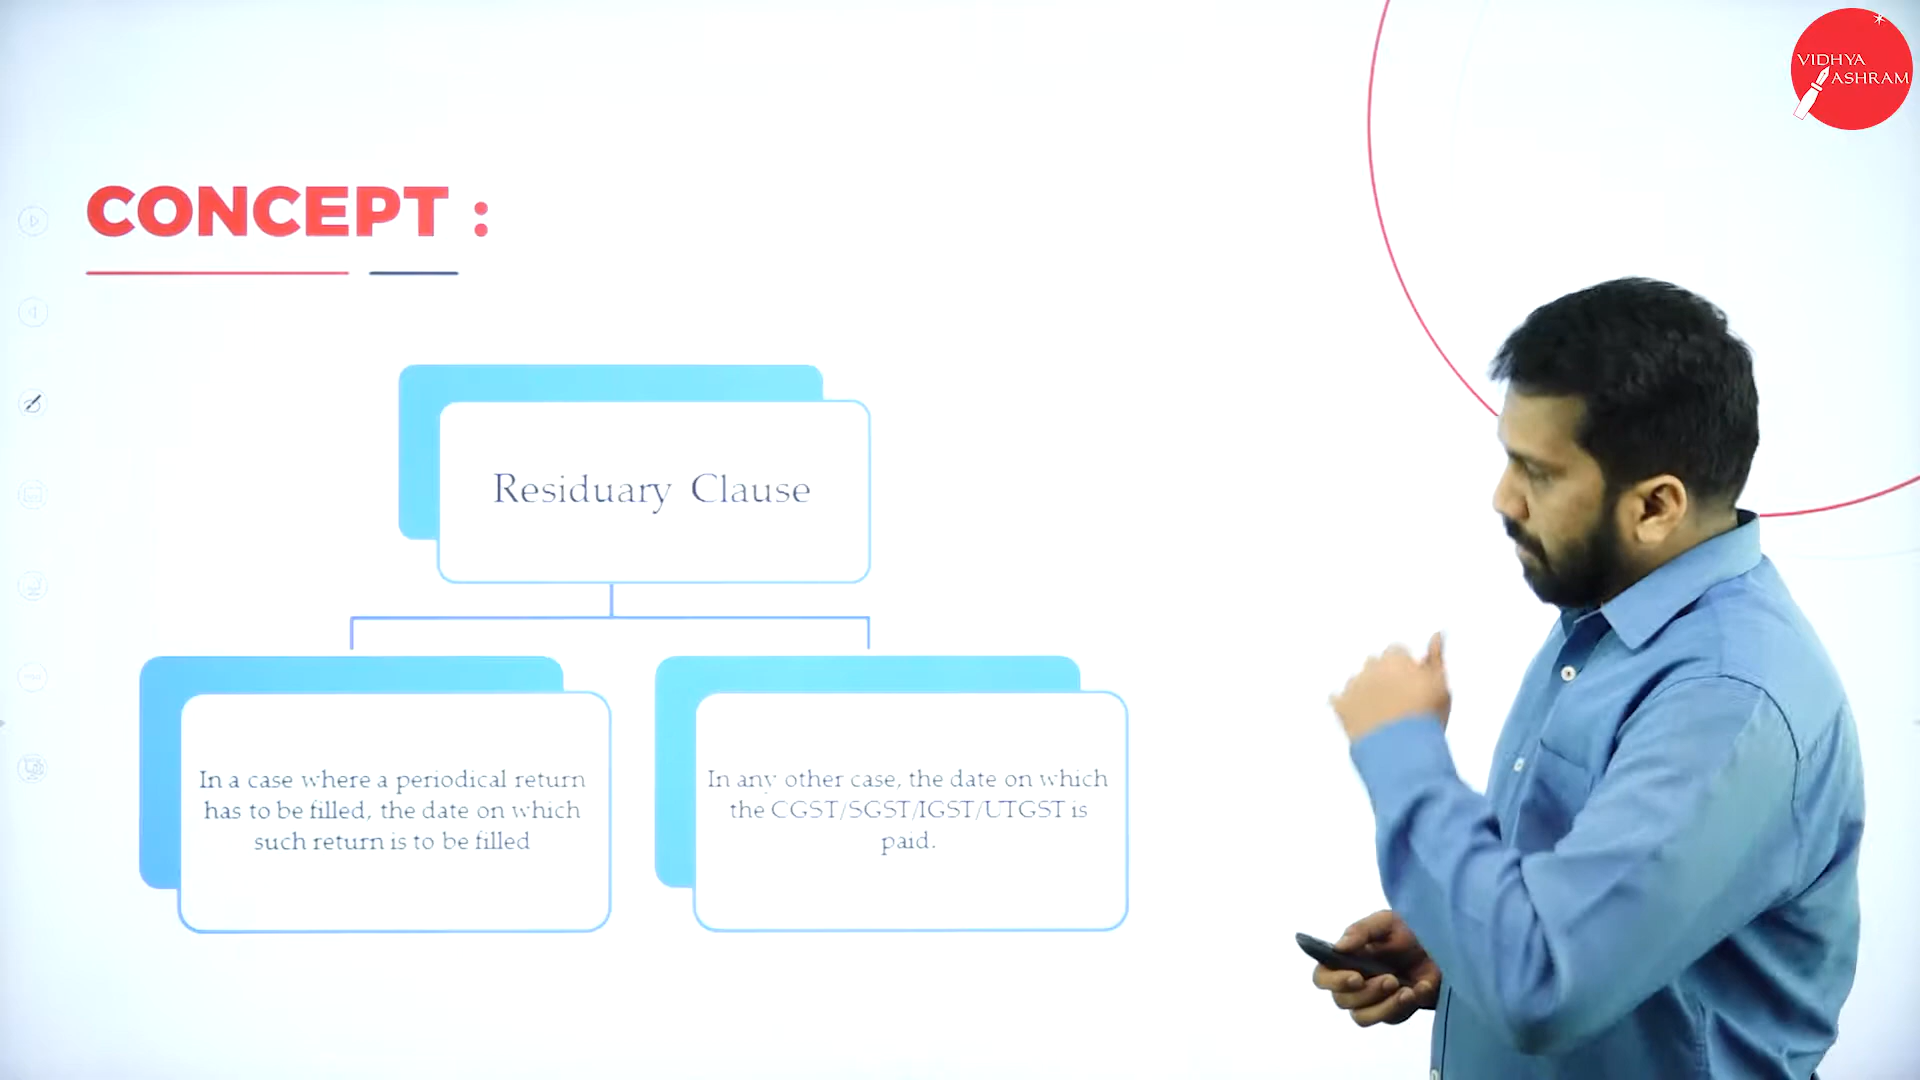 VIDHYA
ASHRAM
CONCEPT :
Residuary Clause
In a case where a periodical return
has to be filled, the date on which
such return is to be filled
In any other case, the date on which
the CGST/SGST/IGST/UTGST is
paid.